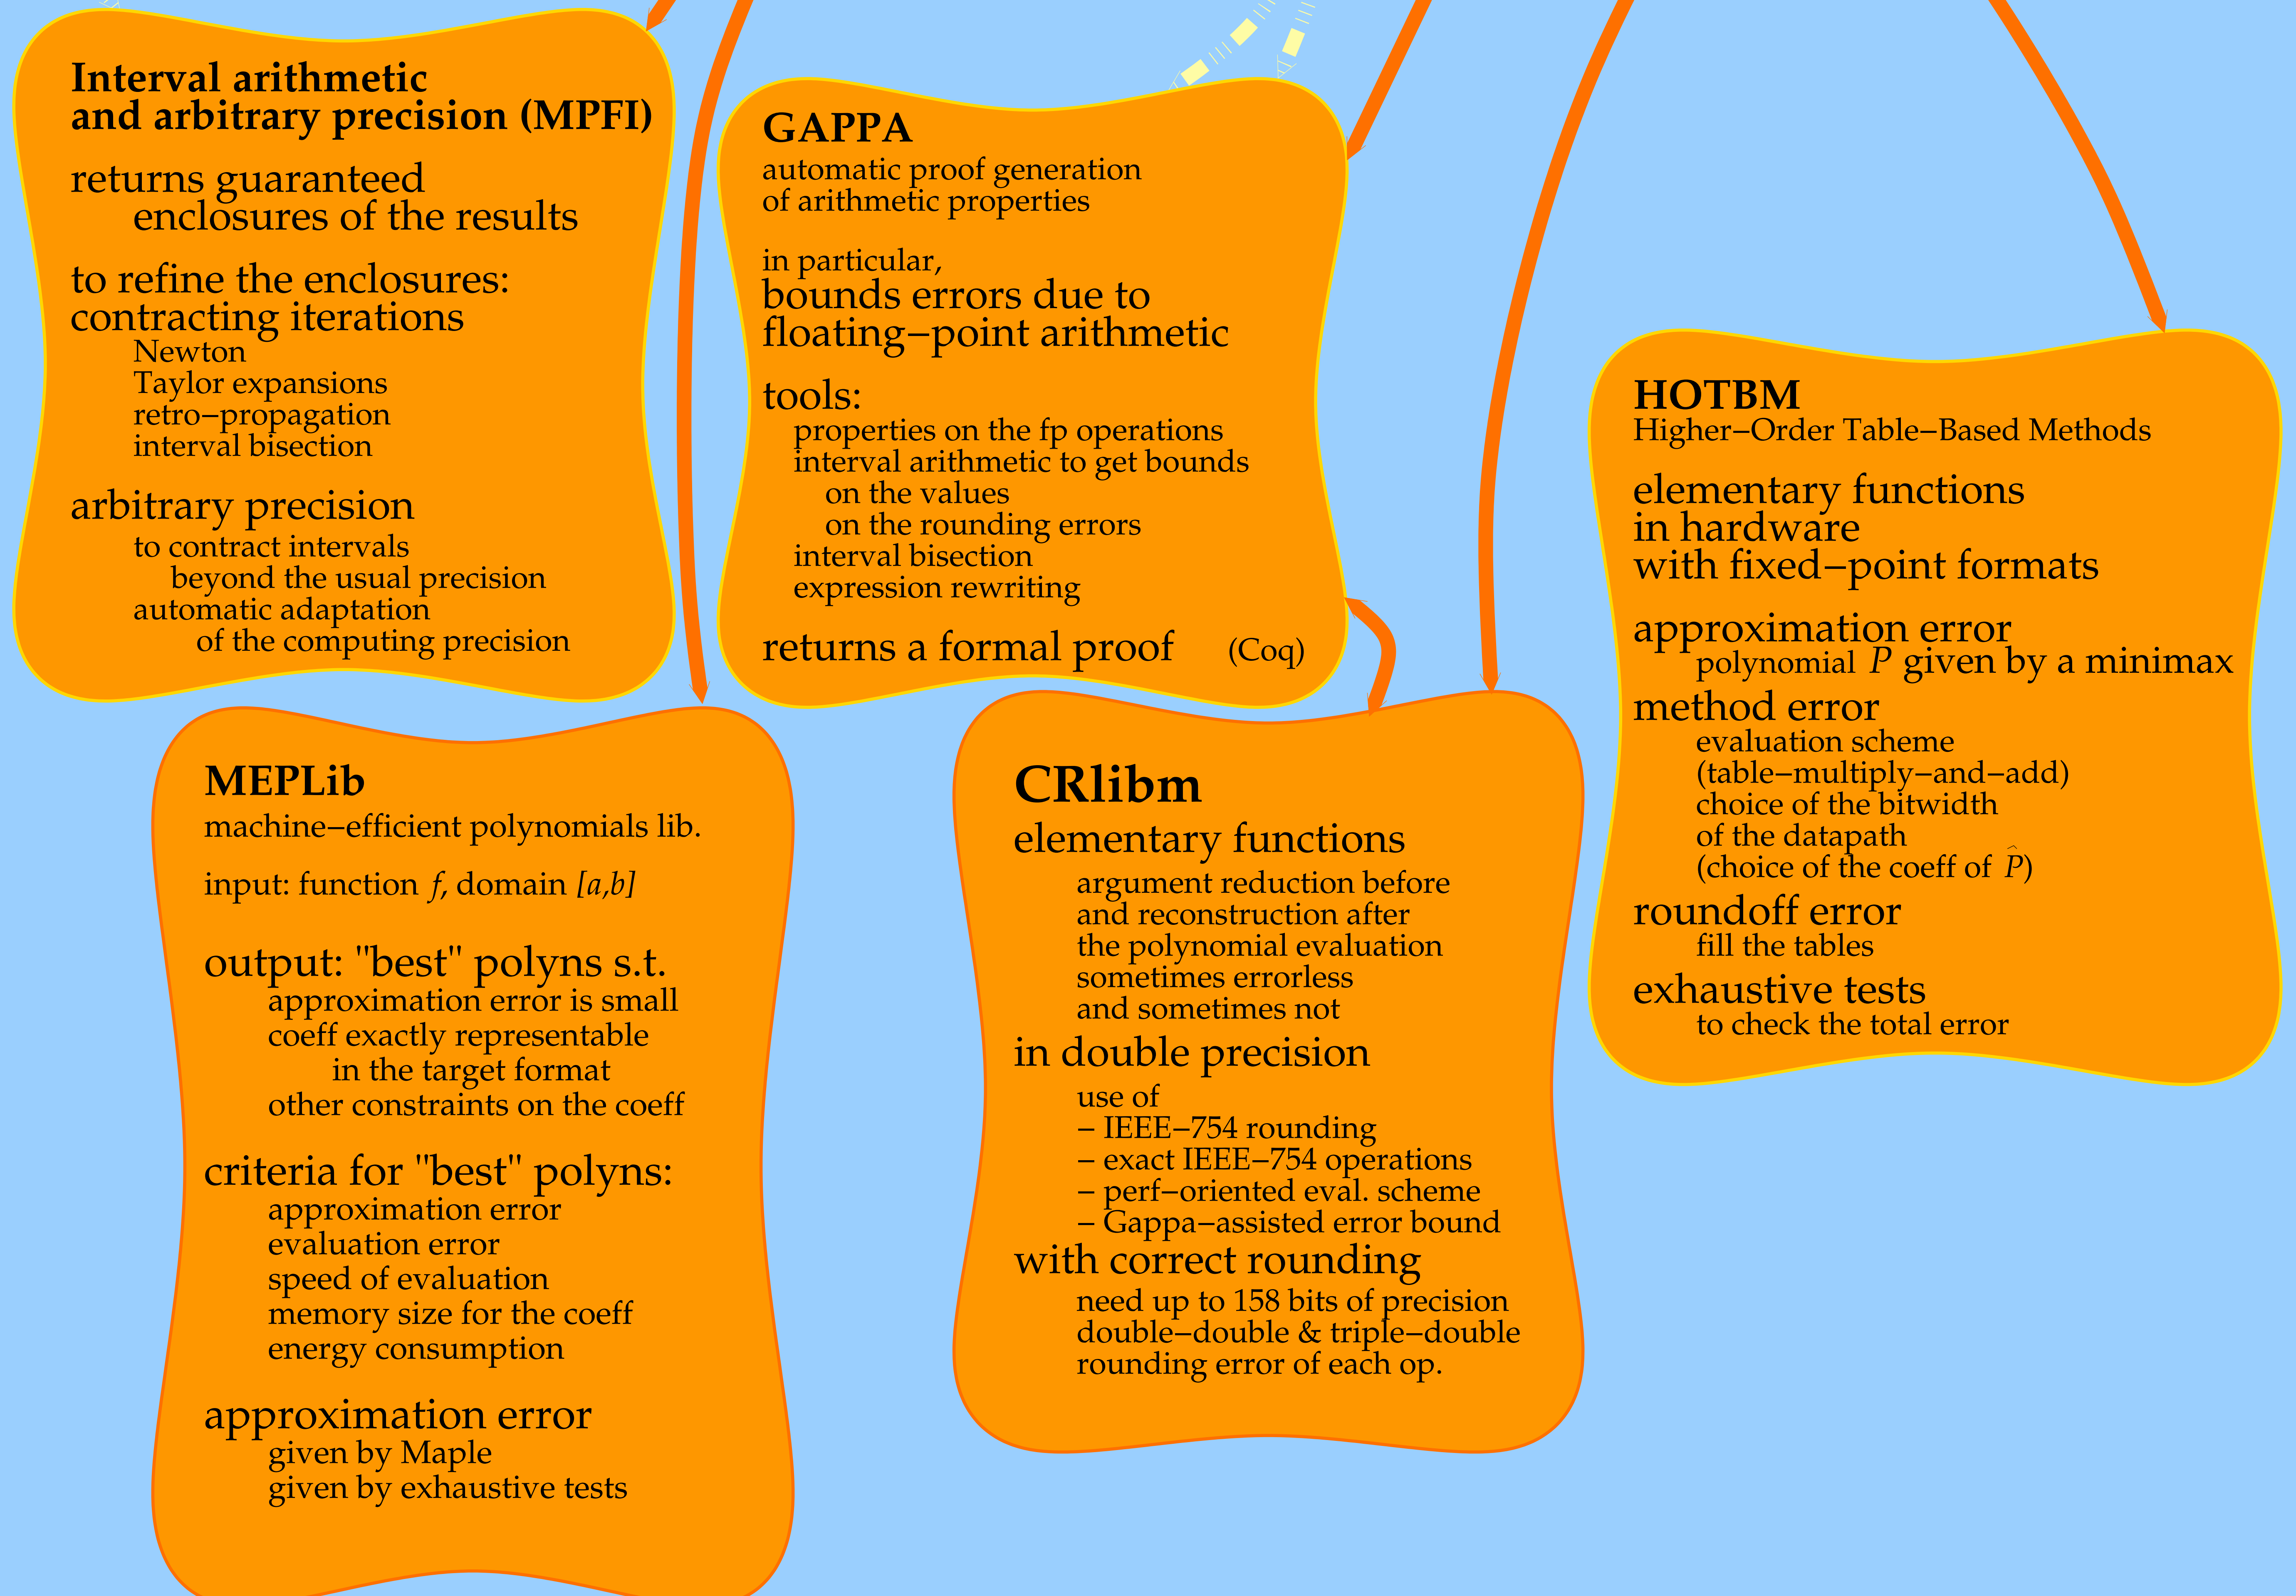 Interval arithmetic
and arbitrary precision (MPFI)
returns guaranteed
enclosures of the results
to refine the enclosures:
contracting iterations
Newton
Taylor expansions
retro–propagation
interval bisection
arbitrary precision
to contract intervals
beyond the usual precision
automatic adaptation
of the computing precision
GAPPA
automatic proof generation
of arithmetic properties
in particular,
bounds errors due to
floating–point arithmetic
tools:
properties on the fp operations
interval arithmetic to get bounds
on the values
on the rounding errors
interval bisection
expression rewriting
returns a formal proof (Coq)
HOTBM
Higher–Order Table–Based Methods
elementary functions
in hardware
with fixed–point formats
approximation error
polynomial P given by a minimax
method error
evaluation scheme
(table–multiply–and–add)
choice of the bitwidth
of the datapath
(choice of the coeff of P̂)
roundoff error
fill the tables
exhaustive tests
to check the total error
MEPLib
machine–efficient polynomials lib.
input: function f, domain [a,b]
output: "best" polyns s.t.
approximation error is small
coeff exactly representable
in the target format
other constraints on the coeff
criteria for "best" polyns:
approximation error
evaluation error
speed of evaluation
memory size for the coeff
energy consumption
approximation error
given by Maple
given by exhaustive tests
CRlibm
elementary functions
argument reduction before
and reconstruction after
the polynomial evaluation
sometimes errorless
and sometimes not
in double precision
use of
– IEEE–754 rounding
– exact IEEE–754 operations
– perf–oriented eval. scheme
– Gappa–assisted error bound
with correct rounding
need up to 158 bits of precision
double–double & triple–double
rounding error of each op.